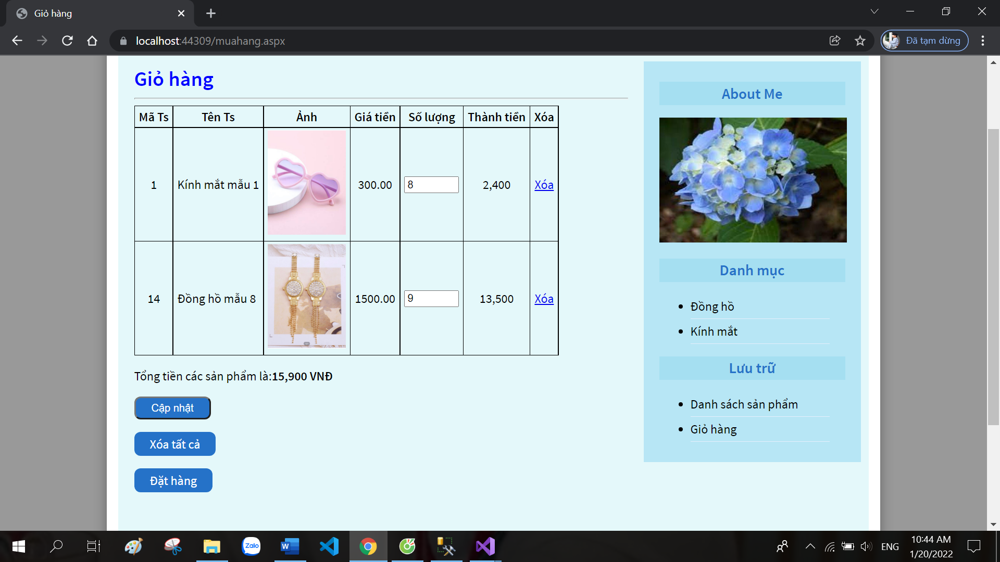 Giỏ hàng
localhost:44309/muahang.aspx
Đã tạm dừng
Giỏ hàng
Mã Ts Tên Ts Ảnh Giá tiền Số lượng Thành tiền Xóa
1 Kính mắt mẫu 1 300.00 8 2,400 Xóa
14 Đồng hồ mẫu 8 1500.00 9 13,500 Xóa
Tổng tiền các sản phẩm là:15,900 VNĐ
Cập nhật
Xóa tất cả
Đặt hàng
About Me
Danh mục
Đồng hồ
Kính mắt
Lưu trữ
Danh sách sản phẩm
Giỏ hàng
Zalo
W
ENG
10:44 AM
1/20/2022